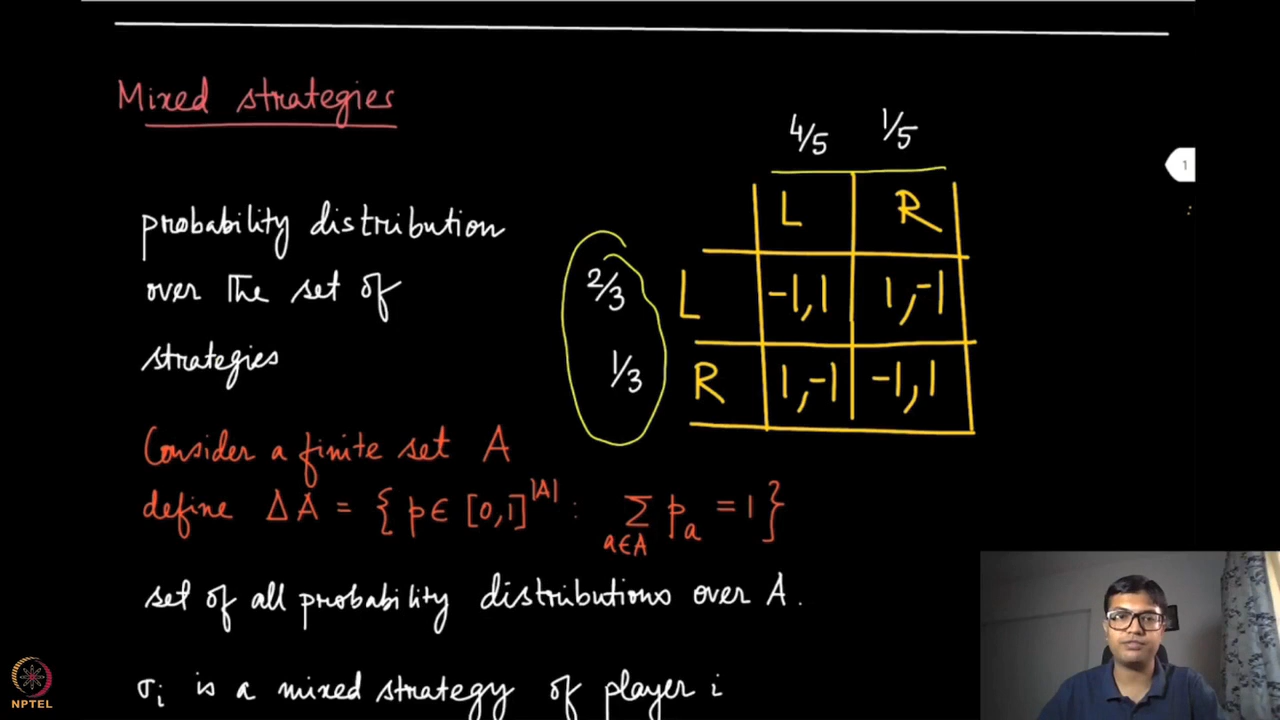 Mixed strategies
probability distribution
over the set of
strategies
4/5 1/5
L R
2/3 L -1,1 1,-1
1/3 R 1,-1 -1,1
Consider a finite set A
define ΔA = { p∈ [0,1]^|A| : Σ_{a∈A} p_a = 1 }
set of all probability distributions over A.
σ_i is a mixed strategy of player i
1
NPTEL